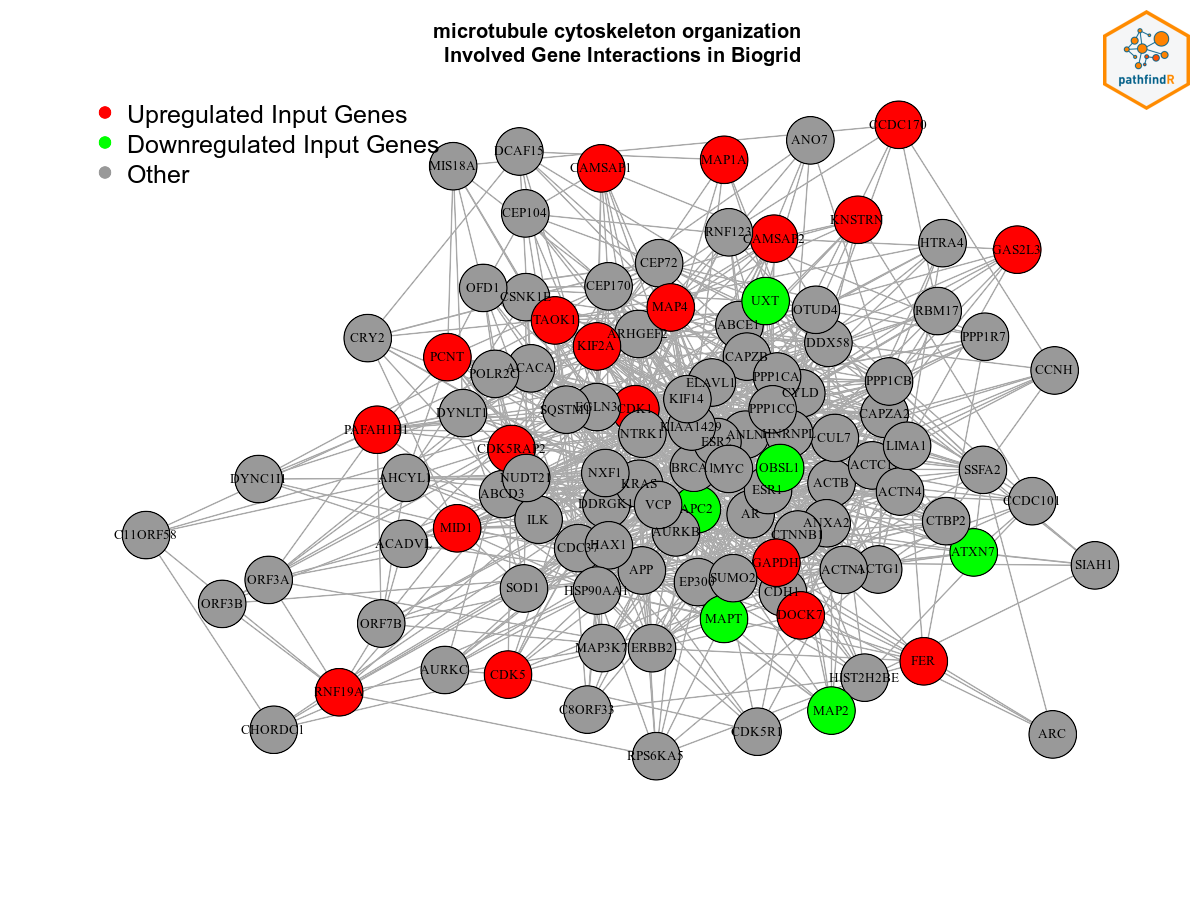 microtubule cytoskeleton organization
Involved Gene Interactions in Biogrid
pathfindR
Upregulated Input Genes
Downregulated Input Genes
Other
CCDC170
ANO7
DCAF15
MIS18A
CAMSAP1
MAP1A
CEP104
KNSTRN
RNF123
CAMSAP2
HTRA4
GAS2L3
CEP72
OFD1
CEP170
CSNK1E
MAP4
UXT
OTUD4
RBM17
TAOK1
ABCE1
ARHGEF2
CRY2
PPP1R7
DDX58
KIF2A
PCNT
CAPZB
ACACA
POLR2C
CCNH
PPP1CA
ELAVL1
PPP1CB
CYLD
KIF14
EGLN3
SQSTM1
CDK1
PPP1CC
DYNLT1
CAPZA2
KIAA1429
PAFAH1B1
NTRK1
ANLN
HNRNPL
CUL7
ESR2
LIMA1
CDK5RAP2
ACTC1
BRCA1
MYC
OBSL1
SSFA2
NXF1
DYNC1I1
AHCYL1
NUDT21
KRAS
ACTB
ESR1
ACTN4
ABCD3
CCDC101
DDRGK1
VCP
APC2
AR
ILK
CTBP2
ANXA2
MID1
AURKB
CTNNB1
C11ORF58
ACADVL
HAX1
CDC37
ATXN7
GAPDH
SIAH1
APP
ACTN1
ACTG1
ORF3A
EP300
SUMO2
SOD1
HSP90AA1
CDH1
ORF3B
DOCK7
MAPT
ORF7B
MAP3K7
ERBB2
FER
AURKC
CDK5
HIST2H2BE
RNF19A
C8ORF33
MAP2
CHORDC1
CDK5R1
ARC
RPS6KA5